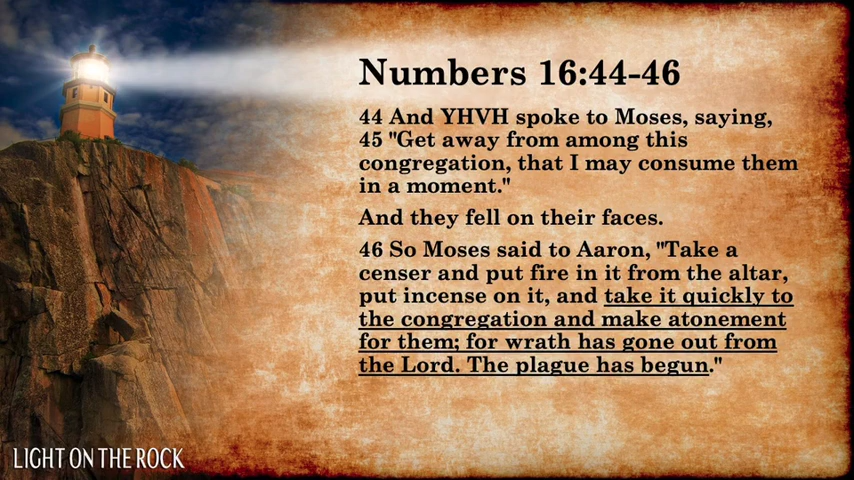 Numbers 16:44-46
44 And YHVH spoke to Moses, saying,
45 "Get away from among this
congregation, that I may consume them
in a moment."
And they fell on their faces.
46 So Moses said to Aaron, "Take a
censer and put fire in it from the altar,
put incense on it, and take it quickly to
the congregation and make atonement
for them; for wrath has gone out from
the Lord. The plague has begun."
LIGHT ON THE ROCK